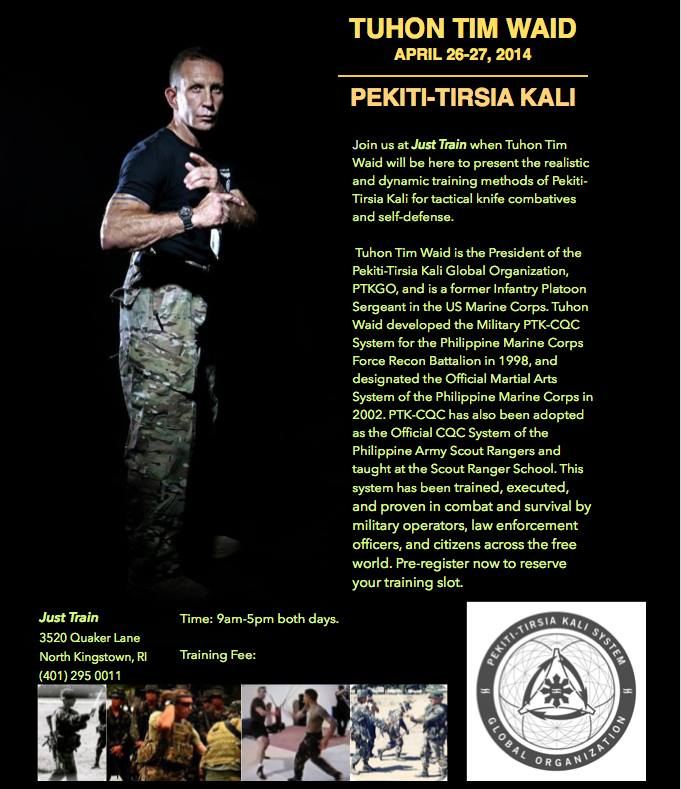 TUHON TIM WAID
APRIL 26-27, 2014
PEKITI-TIRSIA KALI
Join us at Just Train when Tuhon Tim
Waid will be here to present the realistic
and dynamic training methods of Pekiti-
Tirsia Kali for tactical knife combatives
and self-defense.
Tuhon Tim Waid is the President of the
Pekiti-Tirsia Kali Global Organization,
PTKGO, and is a former Infantry Platoon
Sergeant in the US Marine Corps. Tuhon
Waid developed the Military PTK-CQC
System for the Philippine Marine Corps
Force Recon Battalion in 1998, and
designated the Official Martial Arts
System of the Philippine Marine Corps in
2002. PTK-CQC has also been adopted
as the Official CQC System of the
Philippine Army Scout Rangers and
taught at the Scout Ranger School. This
system has been trained, executed,
and proven in combat and survival by
military operators, law enforcement
officers, and citizens across the free
world. Pre-register now to reserve
your training slot.
Just Train
3520 Quaker Lane
North Kingstown, RI
(401) 295 0011
Time: 9am-5pm both days.
Training Fee:
PEKITI-TIRSIA KALI SYSTEM
GLOBAL ORGANIZATION